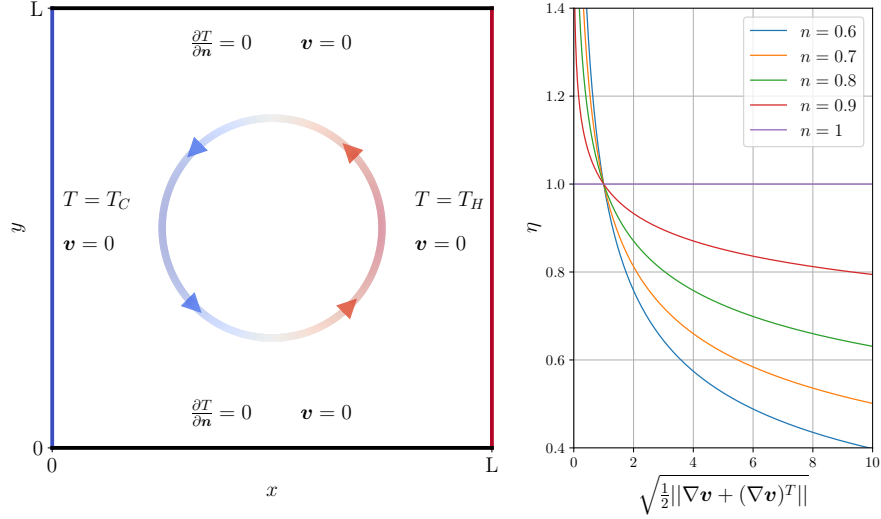 L
∂T/∂n = 0 v = 0
T = T_C
v = 0
T = T_H
v = 0
∂T/∂n = 0 v = 0
y
0
0
L
x
1.4
1.2
1.0
0.8
0.6
0.4
η
n = 0.6
n = 0.7
n = 0.8
n = 0.9
n = 1
0 2 4 6 8 10
√½||∇v + (∇v)^T||